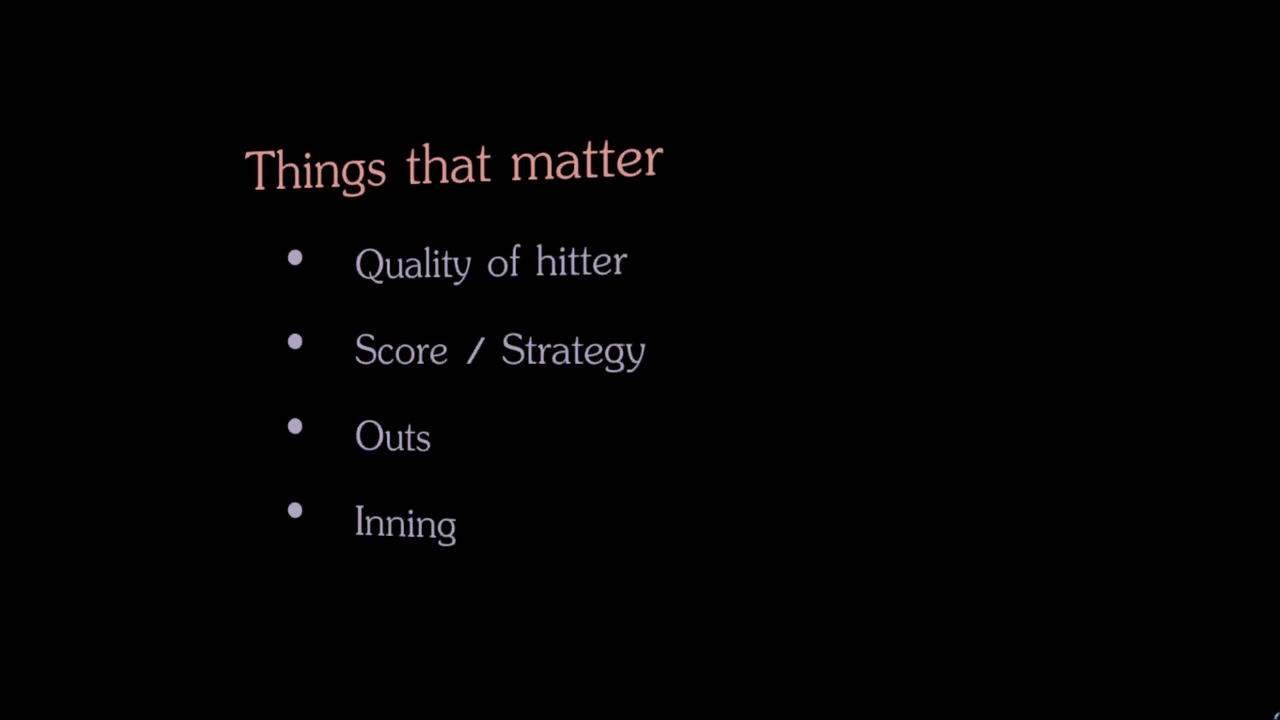 Things that matter
• Quality of hitter
• Score / Strategy
• Outs
• Inning